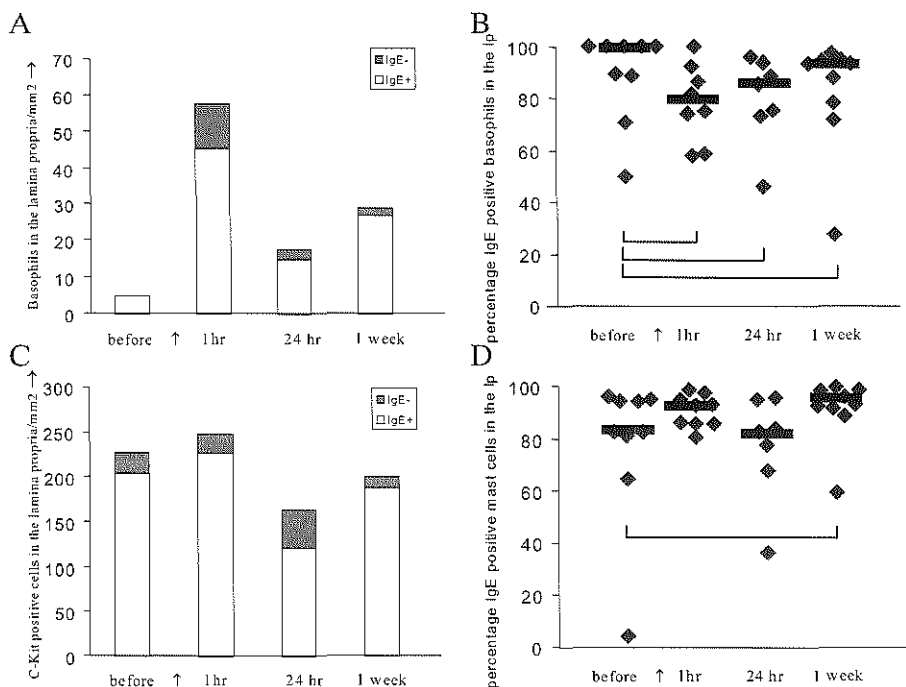 A
Basophils in the lamina propria/mm2 →
70
60
50
40
30
20
10
0
IgE-
IgE+
before ↑ 1hr 24 hr 1 week
B
percentage IgE positive basophils in the lp
100
80
60
40
20
0
before ↑ 1hr 24 hr 1 week
C
C-Kit positive cells in the lamina propria/mm2 →
300
250
200
150
100
50
0
IgE-
IgE+
before ↑ 1hr 24 hr 1 week
D
percentage IgE positive mast cells in the lp
100
80
60
40
20
0
before ↑ 1hr 24 hr 1 week